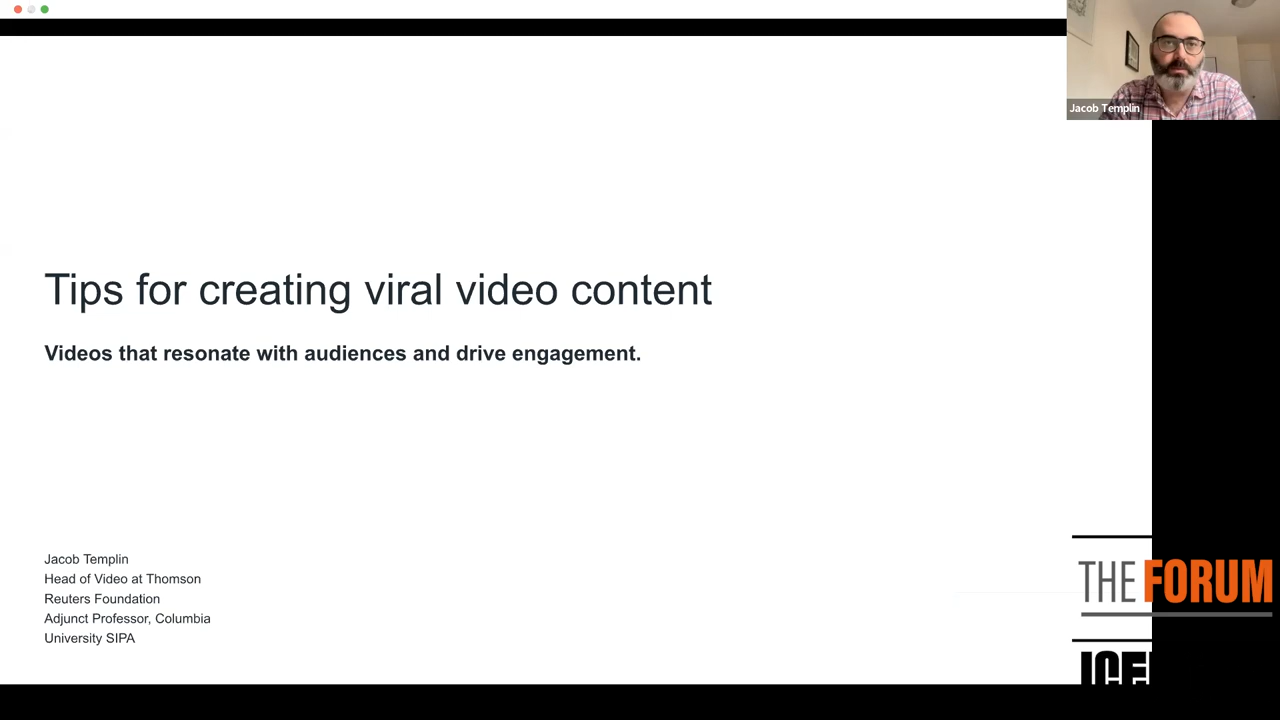 Jacob Templin
Tips for creating viral video content
Videos that resonate with audiences and drive engagement.
Jacob Templin
Head of Video at Thomson
Reuters Foundation
Adjunct Professor, Columbia
University SIPA
THE FORUM